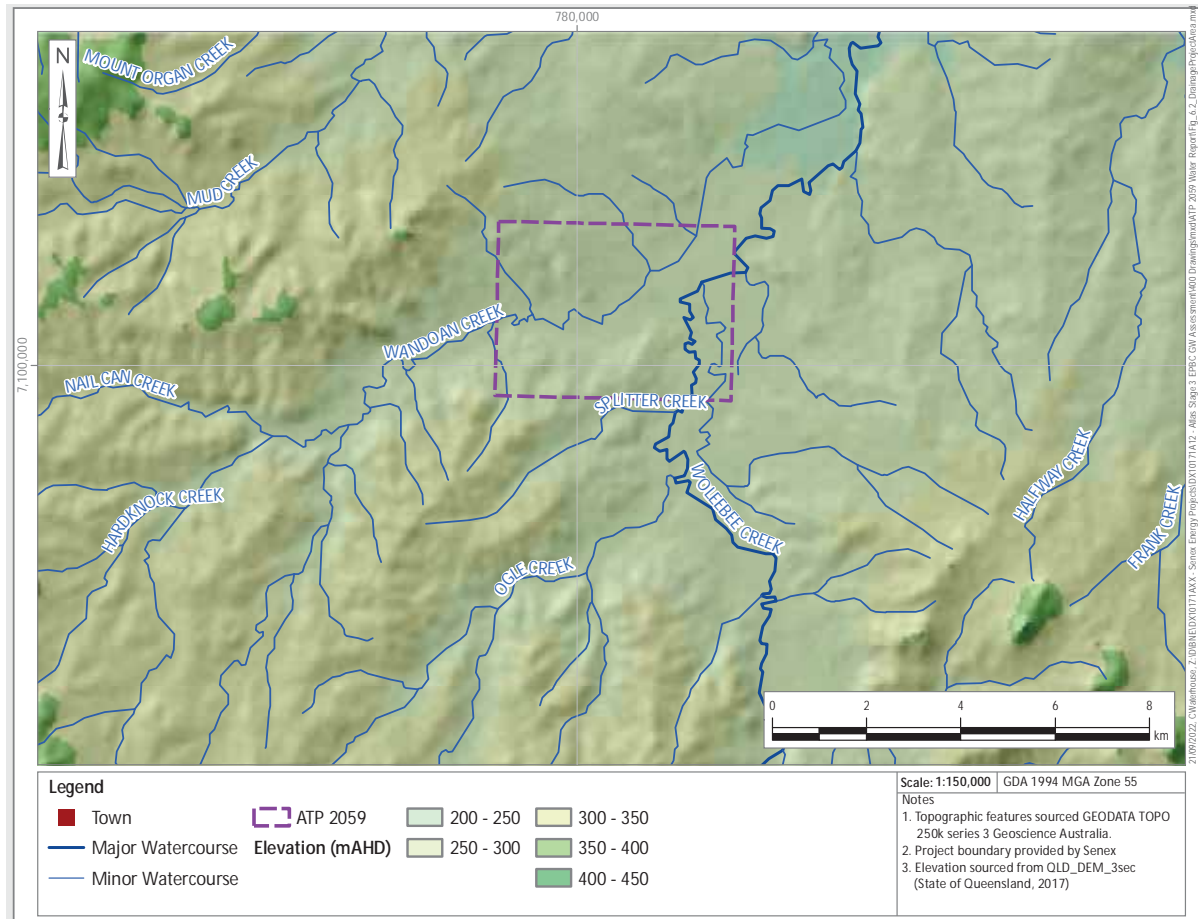 780,000
7,100,000
N
MOUNT ORGAN CREEK
MUD CREEK
WANDOAN CREEK
NAIL CAN CREEK
SPLITTER CREEK
HARDKNOCK CREEK
WOLEEBEE CREEK
HALFWAY CREEK
FRANK CREEK
OGLE CREEK
0 2 4 6 8
km
Legend
Town
Major Watercourse
Minor Watercourse
ATP 2059
Elevation (mAHD)
200 - 250
250 - 300
300 - 350
350 - 400
400 - 450
Scale: 1:150,000 GDA 1994 MGA Zone 55
Notes
1. Topographic features sourced GEODATA TOPO
250k series 3 Geoscience Australia.
2. Project boundary provided by Senex
3. Elevation sourced from QLD_DEM_3sec
(State of Queensland, 2017)